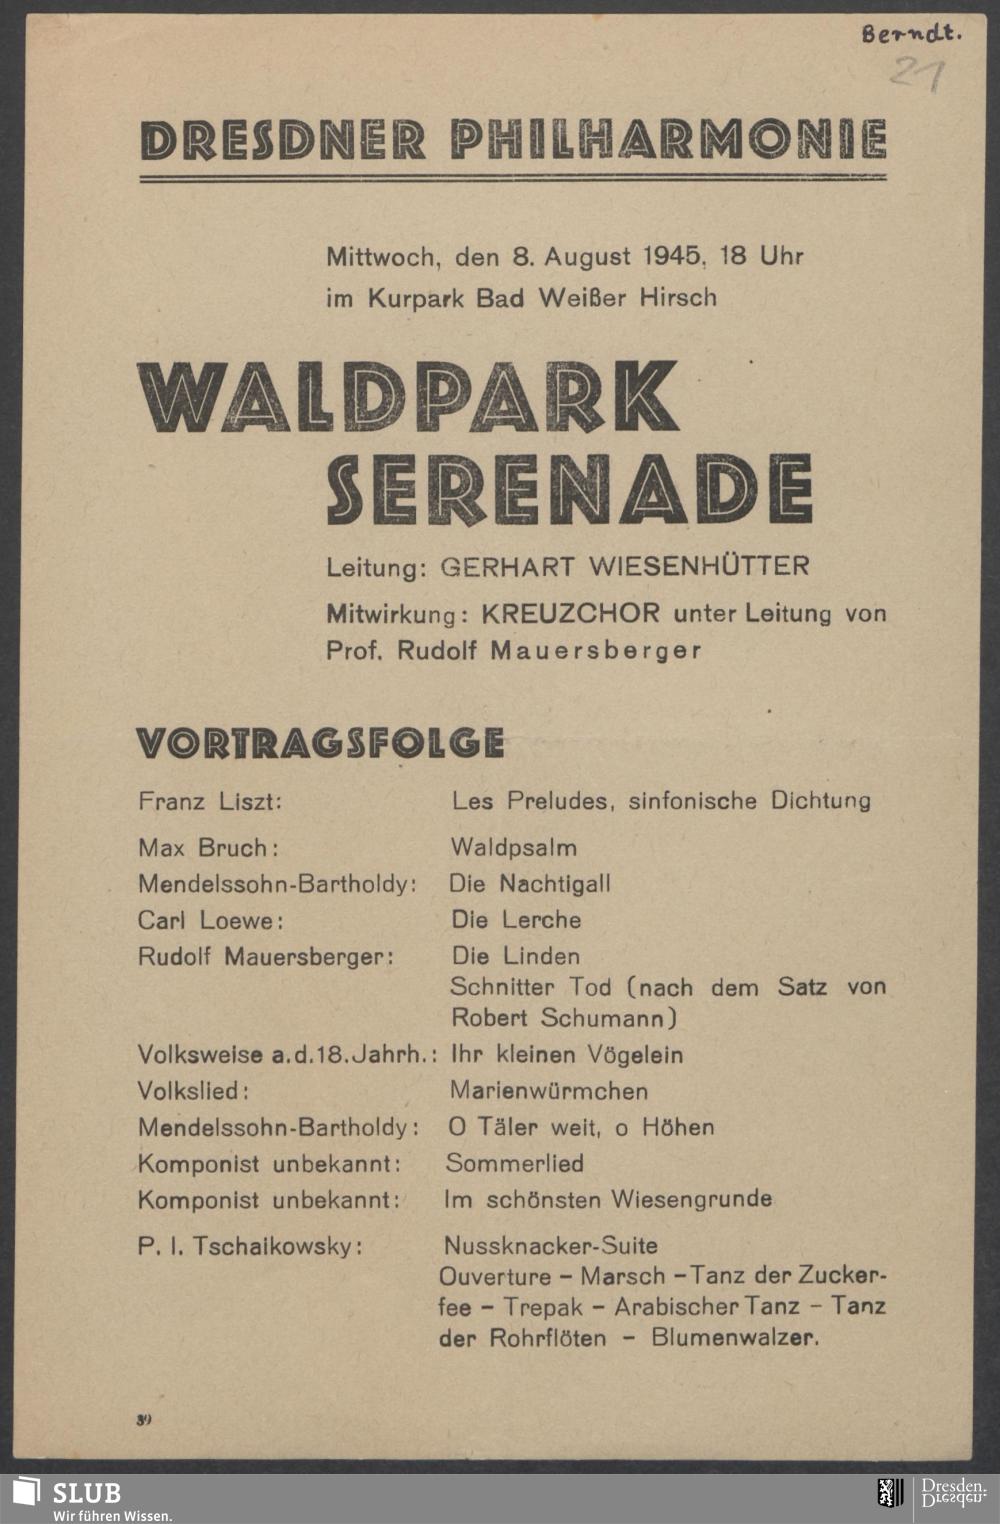 Berndt.
21
DRESDNER PHILHARMONIE
Mittwoch, den 8. August 1945, 18 Uhr
im Kurpark Bad Weißer Hirsch
WALDPARK
SERENADE
Leitung: GERHART WIESENHÜTTER
Mitwirkung: KREUZCHOR unter Leitung von
Prof. Rudolf Mauersberger
VORTRAGSFOLGE
Franz Liszt: Les Preludes, sinfonische Dichtung
Max Bruch: Waldpsalm
Mendelssohn-Bartholdy: Die Nachtigall
Carl Loewe: Die Lerche
Rudolf Mauersberger: Die Linden
Schnitter Tod (nach dem Satz von
Robert Schumann)
Volksweise a.d.18.Jahrh.: Ihr kleinen Vögelein
Volkslied: Marienwürmchen
Mendelssohn-Bartholdy: O Täler weit, o Höhen
Komponist unbekannt: Sommerlied
Komponist unbekannt: Im schönsten Wiesengrunde
P. I. Tschaikowsky: Nussknacker-Suite
Ouverture – Marsch – Tanz der Zucker-
fee – Trepak – Arabischer Tanz – Tanz
der Rohrflöten – Blumenwalzer.
39
SLUB
Wir führen Wissen.
Dresden.
Dresden.